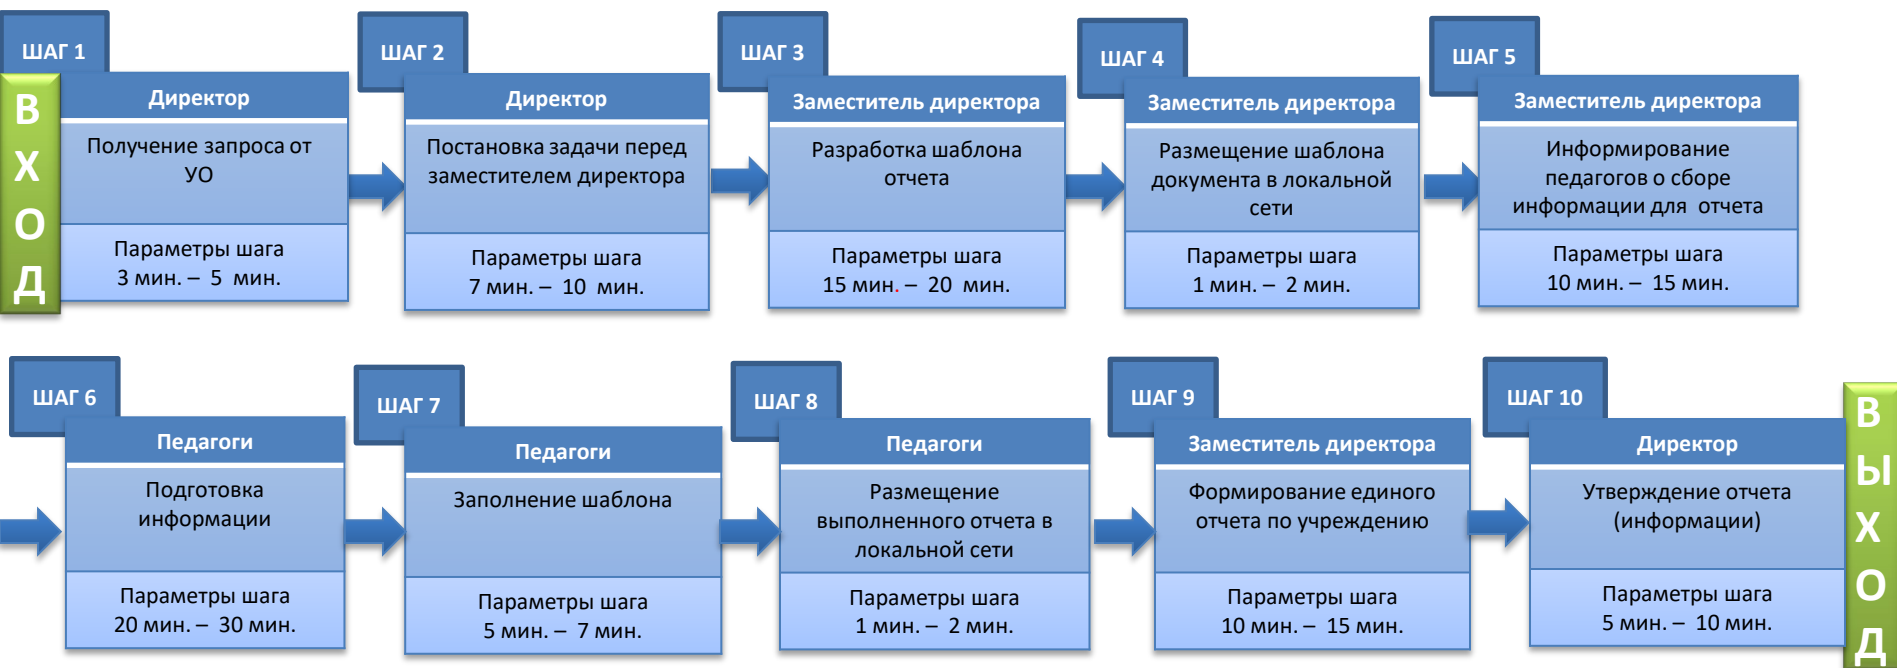 ШАГ 1
ВХОД
Директор
Получение запроса от
УО
Параметры шага
3 мин. – 5 мин.
ШАГ 2
Директор
Постановка задачи перед
заместителем директора
Параметры шага
7 мин. – 10 мин.
ШАГ 3
Заместитель директора
Разработка шаблона
отчета
Параметры шага
15 мин. – 20 мин.
ШАГ 4
Заместитель директора
Размещение шаблона
документа в локальной
сети
Параметры шага
1 мин. – 2 мин.
ШАГ 5
Заместитель директора
Информирование
педагогов о сборе
информации для отчета
Параметры шага
10 мин. – 15 мин.
ШАГ 6
Педагоги
Подготовка
информации
Параметры шага
20 мин. – 30 мин.
ШАГ 7
Педагоги
Заполнение шаблона
Параметры шага
5 мин. – 7 мин.
ШАГ 8
Педагоги
Размещение
выполненного отчета в
локальной сети
Параметры шага
1 мин. – 2 мин.
ШАГ 9
Заместитель директора
Формирование единого
отчета по учреждению
Параметры шага
10 мин. – 15 мин.
ШАГ 10
Директор
Утверждение отчета
(информации)
Параметры шага
5 мин. – 10 мин.
ВЫХОД